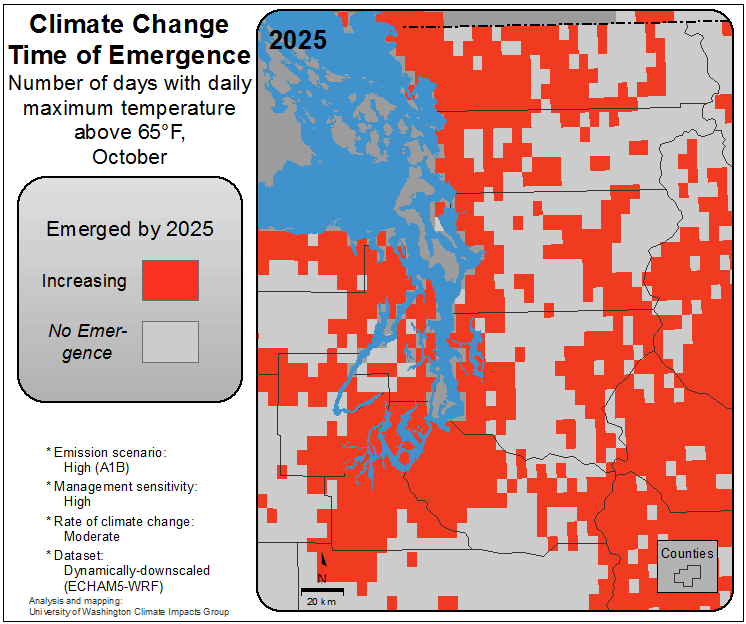 Climate Change
Time of Emergence
Number of days with daily
maximum temperature
above 65°F,
October
Emerged by 2025
Increasing
No Emer-
gence
* Emission scenario:
High (A1B)
* Management sensitivity:
High
* Rate of climate change:
Moderate
* Dataset:
Dynamically-downscaled
(ECHAM5-WRF)
Analysis and mapping:
University of Washington Climate Impacts Group
2025
N
20 km
Counties